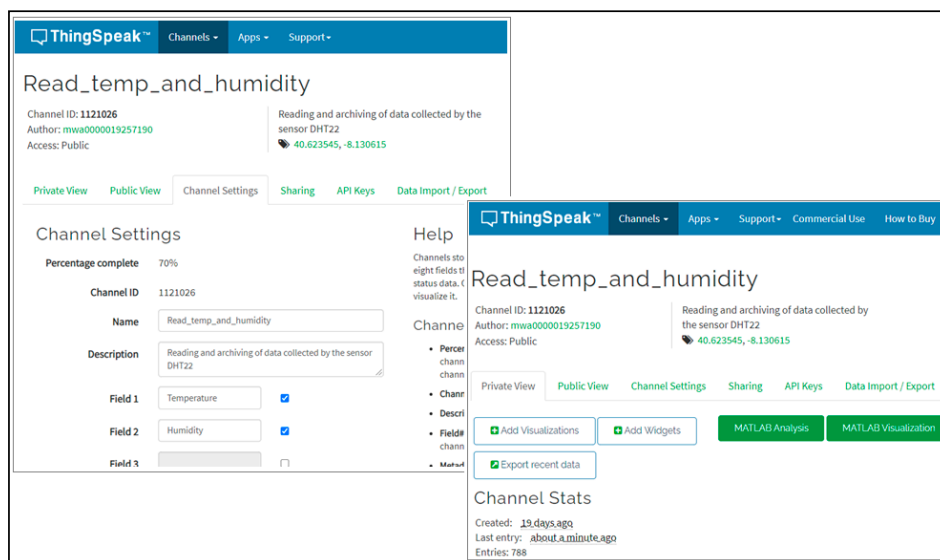 ThingSpeak™ Channels Apps Support
Read_temp_and_humidity
Channel ID: 1121026
Author: mwa0000019257190
Access: Public
Reading and archiving of data collected by the
sensor DHT22
40.623545, -8.130615
Private View Public View Channel Settings Sharing API Keys Data Import / Export
Channel Settings
Percentage complete 70%
Channel ID 1121026
Name Read_temp_and_humidity
Description Reading and archiving of data collected by the sensor
DHT22
Field 1 Temperature
Field 2 Humidity
Field 3
Help
Channels sto
eight fields th
status data. 
visualize it.
Channe
• Percer
chann
chann
• Chann
• Descri
• Field#
chann
• Metad
ThingSpeak™ Channels Apps Support Commercial Use How to Buy
Read_temp_and_humidity
Channel ID: 1121026
Author: mwa0000019257190
Access: Public
Reading and archiving of data collected by
the sensor DHT22
40.623545, -8.130615
Private View Public View Channel Settings Sharing API Keys Data Import / Export
Add Visualizations Add Widgets MATLAB Analysis MATLAB Visualization
Export recent data
Channel Stats
Created: 19 days ago
Last entry: about a minute ago
Entries: 788